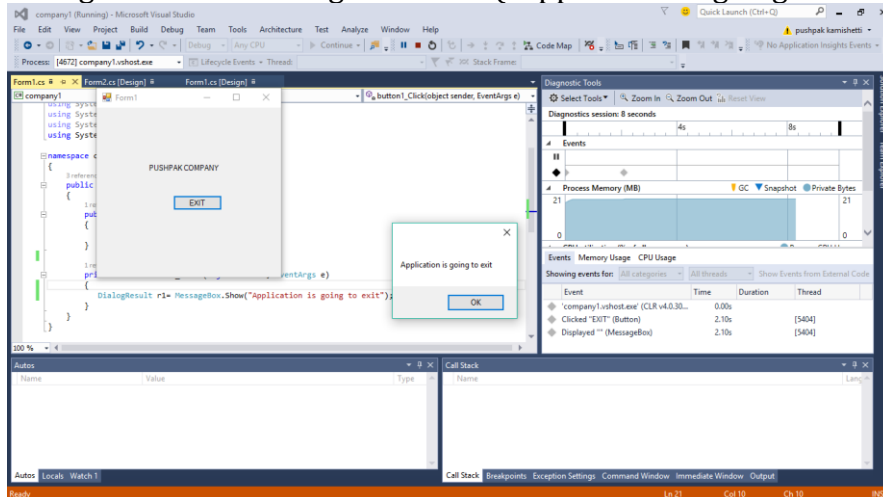 company1 (Running) - Microsoft Visual Studio
Quick Launch (Ctrl+Q)
File Edit View Project Build Debug Team Tools Architecture Test Analyze Window Help
pushpak kamishetti
Debug Any CPU Continue Code Map No Application Insights Events
Process: [4672] company1.vshost.exe Lifecycle Events Thread: Stack Frame:
Form1.cs Form2.cs [Design] Form1.cs [Design]
company1
button1_Click(object sender, EventArgs e)
Form1
using Syste
using Syste
using Syste
using Syste
namespace
public
{
{
}
PUSHPAK COMPANY
EXIT
ventArgs e)
{
DialogResult r1= MessageBox.Show("Application is going to exit");
}
}
}
100 %
Application is going to exit
OK
Diagnostic Tools
Select Tools Zoom In Zoom Out Reset View
Diagnostics session: 8 seconds
4s 8s
Events
Process Memory (MB) GC Snapshot Private Bytes
21 21
0 0
Events Memory Usage CPU Usage
Showing events for: All categories All threads Show Events from External Code
Event Time Duration Thread
'company1.vshost.exe' (CLR v4.0.30... 0.00s
Clicked "EXIT" (Button) 2.10s [5404]
Displayed "" (MessageBox) 2.10s [5404]
Solution Explorer
Team Explorer
Autos
Name Value Type
Autos Locals Watch 1
Call Stack
Name Lang
Call Stack Breakpoints Exception Settings Command Window Immediate Window Output
Ready Ln 21 Col 10 Ch 10 INS